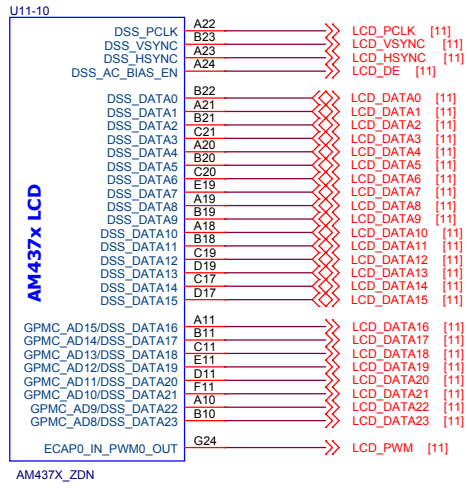 U11-10
DSS_PCLK A22 LCD_PCLK [11]
DSS_VSYNC B23 LCD_VSYNC [11]
DSS_HSYNC A23 LCD_HSYNC [11]
DSS_AC_BIAS_EN A24 LCD_DE [11]
DSS_DATA0 B22 LCD_DATA0 [11]
DSS_DATA1 A21 LCD_DATA1 [11]
DSS_DATA2 B21 LCD_DATA2 [11]
DSS_DATA3 C21 LCD_DATA3 [11]
DSS_DATA4 A20 LCD_DATA4 [11]
DSS_DATA5 B20 LCD_DATA5 [11]
DSS_DATA6 C20 LCD_DATA6 [11]
DSS_DATA7 E19 LCD_DATA7 [11]
DSS_DATA8 A19 LCD_DATA8 [11]
DSS_DATA9 B19 LCD_DATA9 [11]
DSS_DATA10 A18 LCD_DATA10 [11]
DSS_DATA11 B18 LCD_DATA11 [11]
DSS_DATA12 C19 LCD_DATA12 [11]
DSS_DATA13 D19 LCD_DATA13 [11]
DSS_DATA14 C17 LCD_DATA14 [11]
DSS_DATA15 D17 LCD_DATA15 [11]
AM437x LCD
GPMC_AD15/DSS_DATA16 A11 LCD_DATA16 [11]
GPMC_AD14/DSS_DATA17 B11 LCD_DATA17 [11]
GPMC_AD13/DSS_DATA18 C11 LCD_DATA18 [11]
GPMC_AD12/DSS_DATA19 E11 LCD_DATA19 [11]
GPMC_AD11/DSS_DATA20 D11 LCD_DATA20 [11]
GPMC_AD10/DSS_DATA21 F11 LCD_DATA21 [11]
GPMC_AD9/DSS_DATA22 A10 LCD_DATA22 [11]
GPMC_AD8/DSS_DATA23 B10 LCD_DATA23 [11]
ECAP0_IN_PWM0_OUT G24 LCD_PWM [11]
AM437X_ZDN